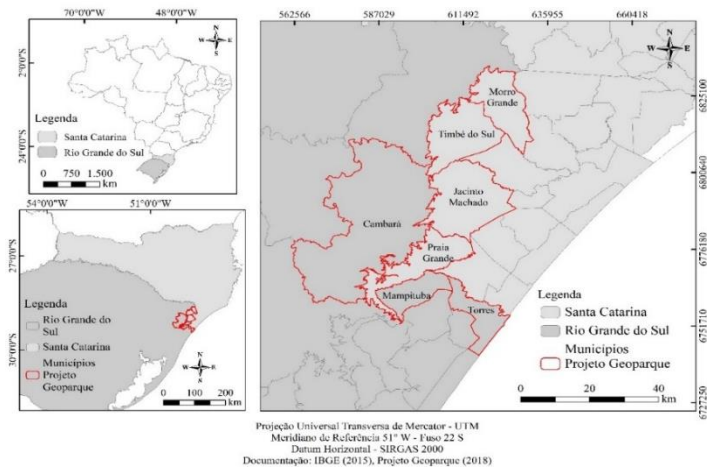 70°0'0"W 48°0'0"W
N
W E
S
2°0'0"S
24°0'0"S
Legenda
Santa Catarina
Rio Grande do Sul
0 750 1.500
km
54°0'0"W 51°0'0"W
27°0'0"S
30°0'0"S
Legenda
Rio Grande do
Sul
Santa Catarina
Municípios
Projeto
Geoparque
N
W E
S
0 100 200
km
562566 587029 611492 635955 660418
N
W E
S
Morro
Grande
Timbé do Sul
Jacinto
Machado
Cambará
Praia
Grande
Mampituba
Torres
6825100
6800640
6776180
6751710
6727250
Legenda
Santa Catarina
Rio Grande do Sul
Municípios
Projeto Geoparque
0 10 20 40
km
Projeção Universal Transversa de Mercator - UTM
Meridiano de Referência 51° W - Fuso 22 S
Datum Horizontal - SIRGAS 2000
Documentação: IBGE (2015), Projeto Geoparque (2018)